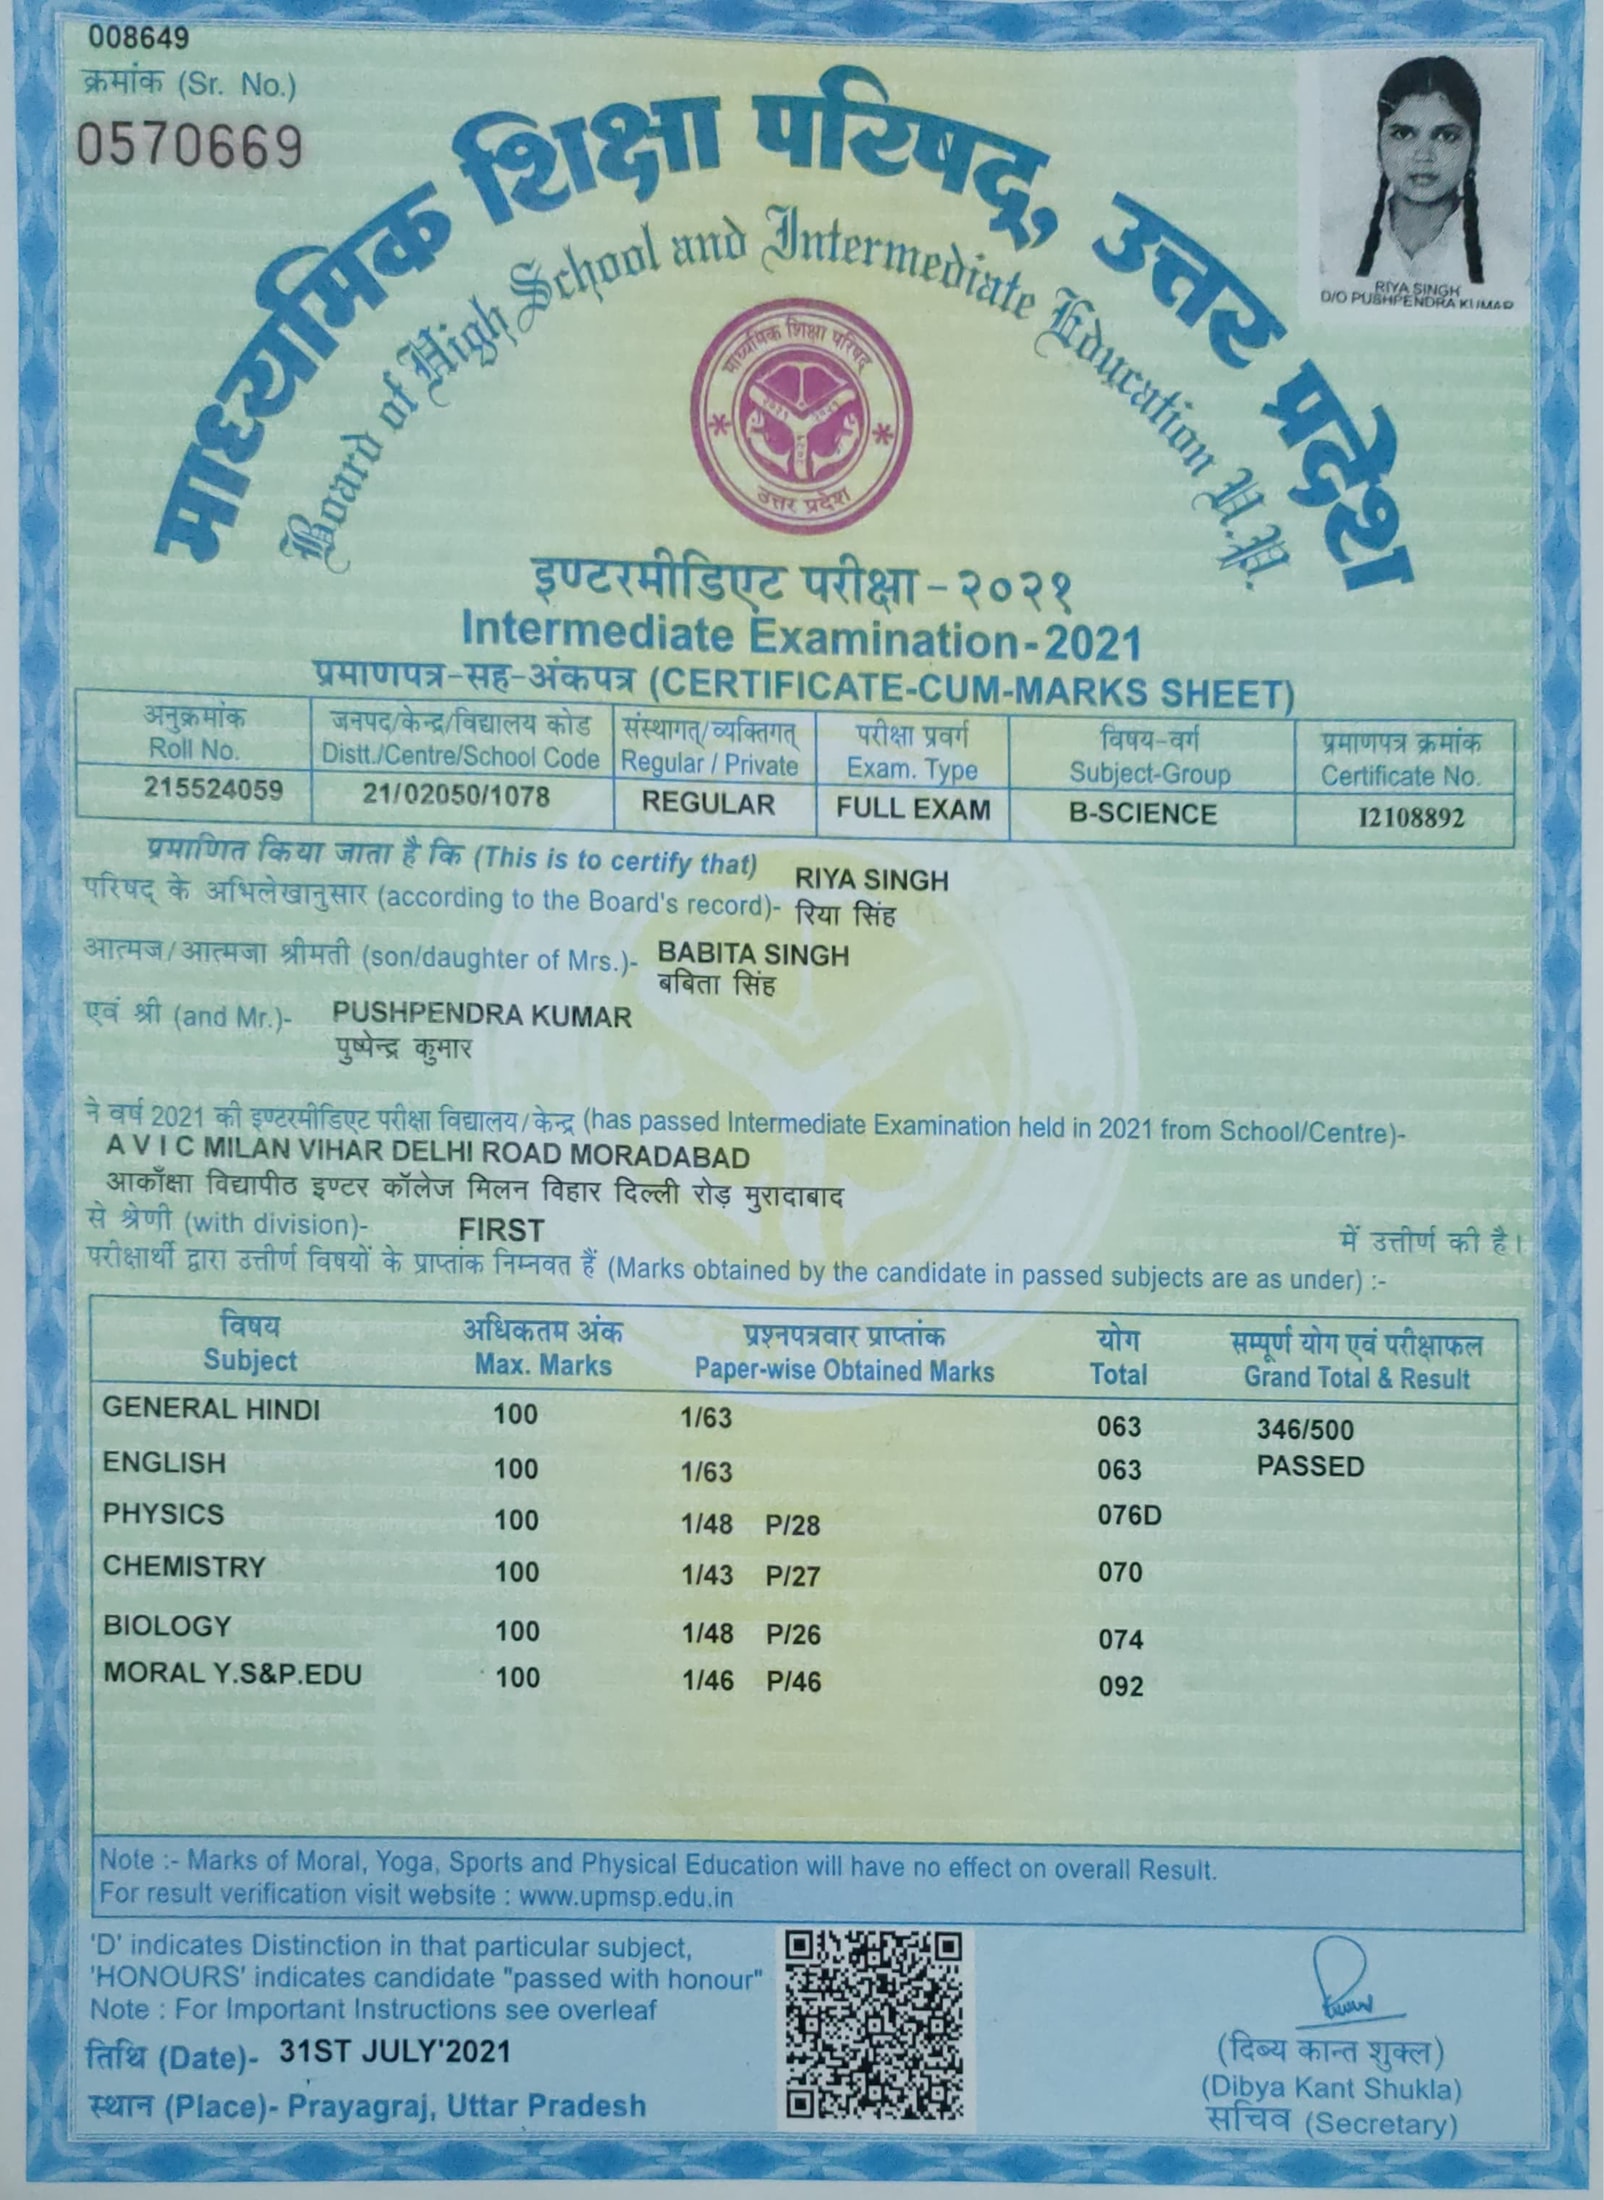 008649
क्रमांक (Sr. No.)
0570669
RIYA SINGH
D/O PUSHPENDRA KUMAR
माध्यमिक शिक्षा परिषद्, उत्तर प्रदेश
Board of High School and Intermediate Education U.P.
माध्यमिक शिक्षा परिषद
२०२१ २०२१
२०२१
उत्तर प्रदेश
इण्टरमीडिएट परीक्षा - २०२१
Intermediate Examination - 2021
प्रमाणपत्र-सह-अंकपत्र (CERTIFICATE-CUM-MARKS SHEET)
अनुक्रमांक जनपद/केन्द्र/विद्यालय कोड संस्थागत्/व्यक्तिगत् परीक्षा प्रवर्ग विषय-वर्ग प्रमाणपत्र क्रमांक
Roll No. Distt./Centre/School Code Regular / Private Exam. Type Subject-Group Certificate No.
215524059 21/02050/1078 REGULAR FULL EXAM B-SCIENCE I2108892
प्रमाणित किया जाता है कि (This is to certify that)
परिषद् के अभिलेखानुसार (according to the Board's record)- RIYA SINGH
रिया सिंह
आत्मज/आत्मजा श्रीमती (son/daughter of Mrs.)- BABITA SINGH
बबिता सिंह
एवं श्री (and Mr.)- PUSHPENDRA KUMAR
पुष्पेन्द्र कुमार
ने वर्ष 2021 की इण्टरमीडिएट परीक्षा विद्यालय/केन्द्र (has passed Intermediate Examination held in 2021 from School/Centre)-
A V I C MILAN VIHAR DELHI ROAD MORADABAD
आकाँक्षा विद्यापीठ इण्टर कॉलेज मिलन विहार दिल्ली रोड़ मुरादाबाद
से श्रेणी (with division)- FIRST में उत्तीर्ण की है।
परीक्षार्थी द्वारा उत्तीर्ण विषयों के प्राप्तांक निम्नवत हैं (Marks obtained by the candidate in passed subjects are as under) :-
विषय अधिकतम अंक प्रश्नपत्रवार प्राप्तांक योग सम्पूर्ण योग एवं परीक्षाफल
Subject Max. Marks Paper-wise Obtained Marks Total Grand Total & Result
GENERAL HINDI 100 1/63 063 346/500
ENGLISH 100 1/63 063 PASSED
PHYSICS 100 1/48 P/28 076D
CHEMISTRY 100 1/43 P/27 070
BIOLOGY 100 1/48 P/26 074
MORAL Y.S&P.EDU 100 1/46 P/46 092
Note :- Marks of Moral, Yoga, Sports and Physical Education will have no effect on overall Result.
For result verification visit website : www.upmsp.edu.in
'D' indicates Distinction in that particular subject,
'HONOURS' indicates candidate "passed with honour"
Note : For Important Instructions see overleaf
तिथि (Date)- 31ST JULY'2021
स्थान (Place)- Prayagraj, Uttar Pradesh
(दिब्य कान्त शुक्ल)
(Dibya Kant Shukla)
सचिव (Secretary)